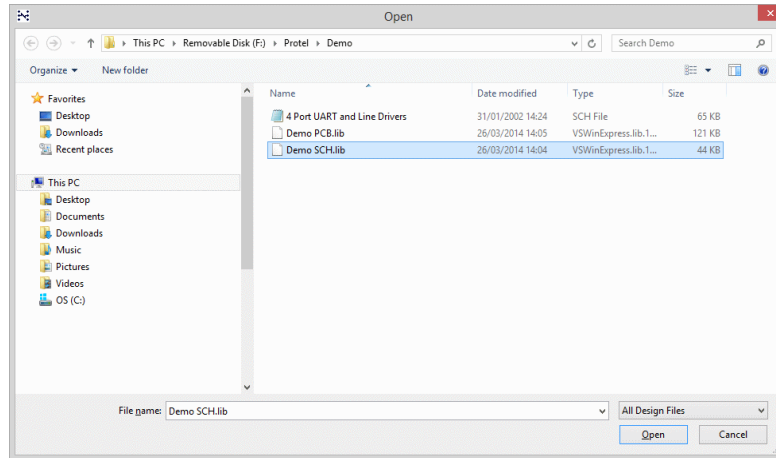 Open
This PC Removable Disk (F:) Protel Demo Search Demo
Organize New folder
Name Date modified Type Size
Favorites
Desktop
Downloads
Recent places
This PC
Desktop
Documents
Downloads
Music
Pictures
Videos
OS (C:)
4 Port UART and Line Drivers 31/01/2002 14:24 SCH File 65 KB
Demo PCB.lib 26/03/2014 14:05 VSWinExpress.lib.1... 121 KB
Demo SCH.lib 26/03/2014 14:04 VSWinExpress.lib.1... 44 KB
File name: Demo SCH.lib All Design Files
Open Cancel